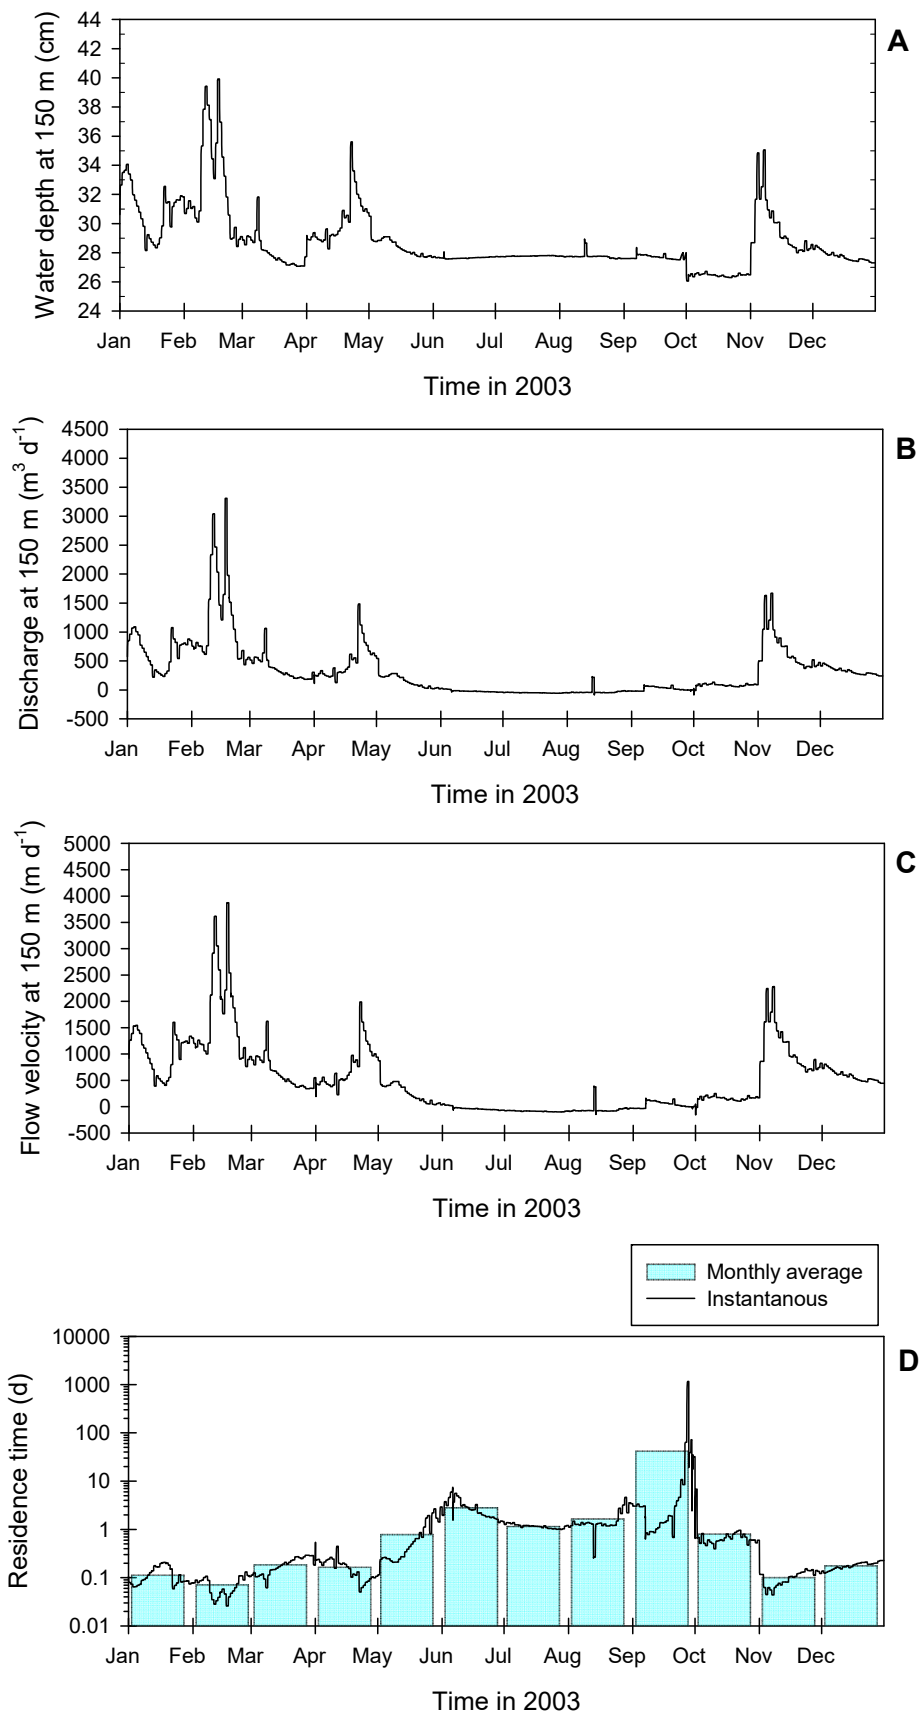 A
Water depth at 150 m (cm)
44
42
40
38
36
34
32
30
28
26
24
Jan Feb Mar Apr May Jun Jul Aug Sep Oct Nov Dec
Time in 2003
B
Discharge at 150 m (m³ d⁻¹)
4500
4000
3500
3000
2500
2000
1500
1000
500
0
-500
Jan Feb Mar Apr May Jun Jul Aug Sep Oct Nov Dec
Time in 2003
C
Flow velocity at 150 m (m d⁻¹)
5000
4500
4000
3500
3000
2500
2000
1500
1000
500
0
-500
Jan Feb Mar Apr May Jun Jul Aug Sep Oct Nov Dec
Time in 2003
Monthly average
Instantanous
D
Residence time (d)
10000
1000
100
10
1
0.1
0.01
Jan Feb Mar Apr May Jun Jul Aug Sep Oct Nov Dec
Time in 2003